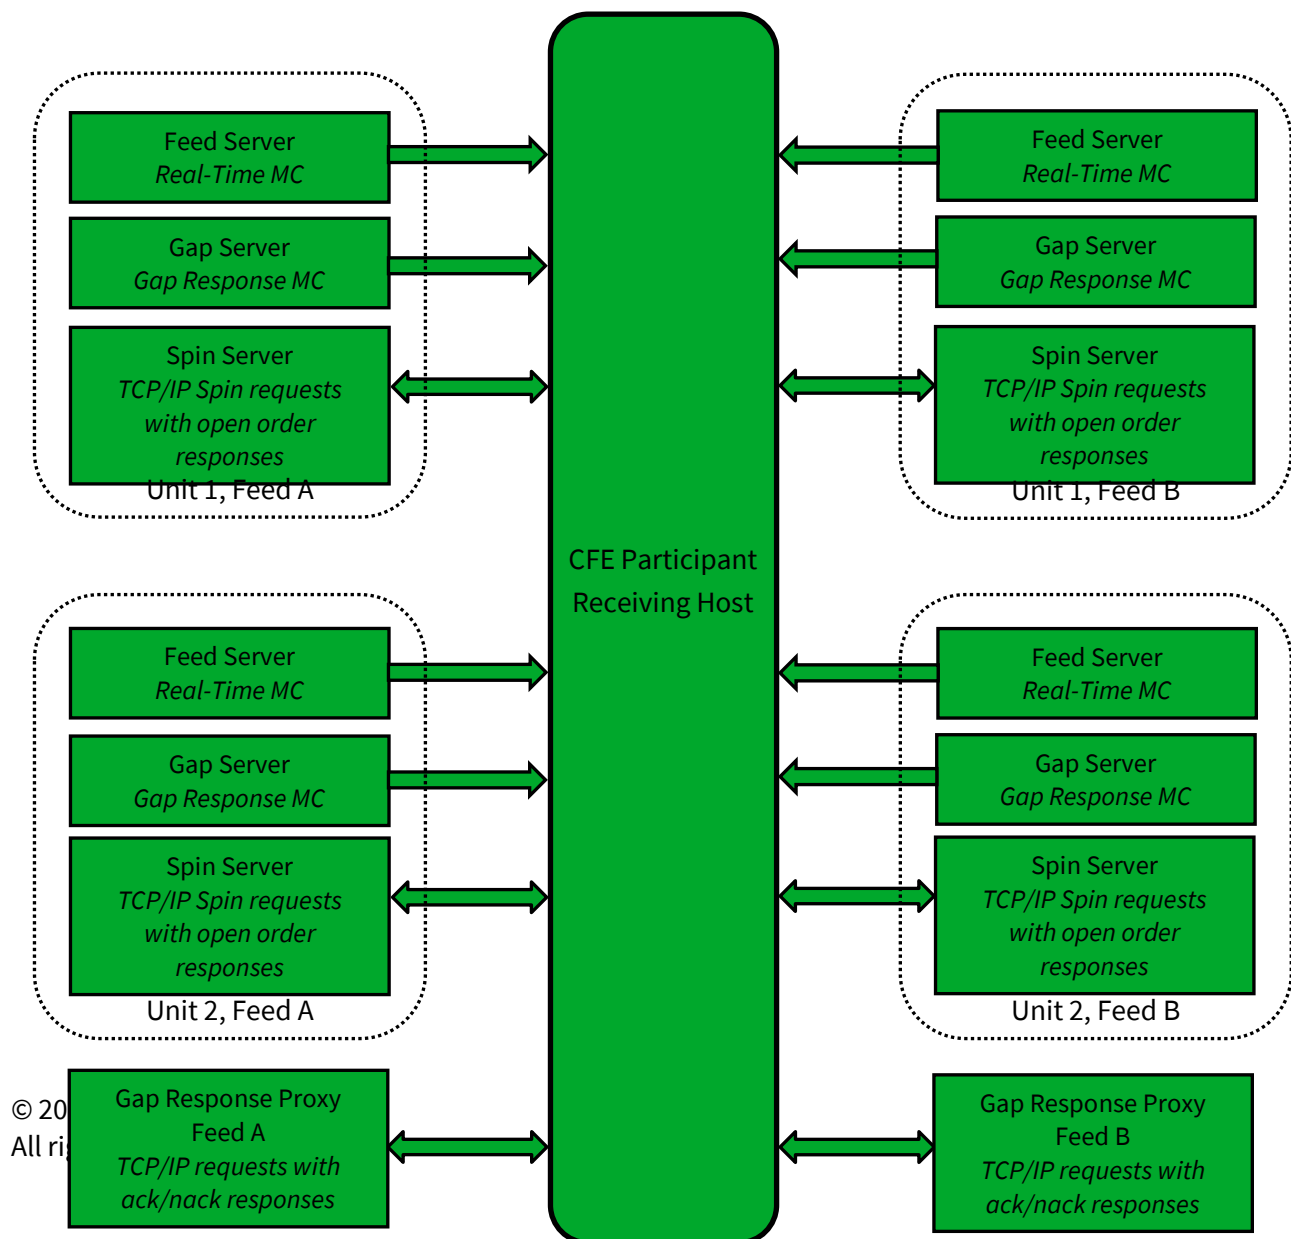 Feed Server
Real-Time MC
Gap Server
Gap Response MC
Spin Server
TCP/IP Spin requests
with open order
responses
Unit 1, Feed A
Feed Server
Real-Time MC
Gap Server
Gap Response MC
Spin Server
TCP/IP Spin requests
with open order
responses
Unit 1, Feed B
CFE Participant
Receiving Host
Feed Server
Real-Time MC
Gap Server
Gap Response MC
Spin Server
TCP/IP Spin requests
with open order
responses
Unit 2, Feed A
Feed Server
Real-Time MC
Gap Server
Gap Response MC
Spin Server
TCP/IP Spin requests
with open order
responses
Unit 2, Feed B
© 20
All
Gap Response Proxy
Feed A
TCP/IP requests with
ack/nack responses
Gap Response Proxy
Feed B
TCP/IP requests with
ack/nack responses